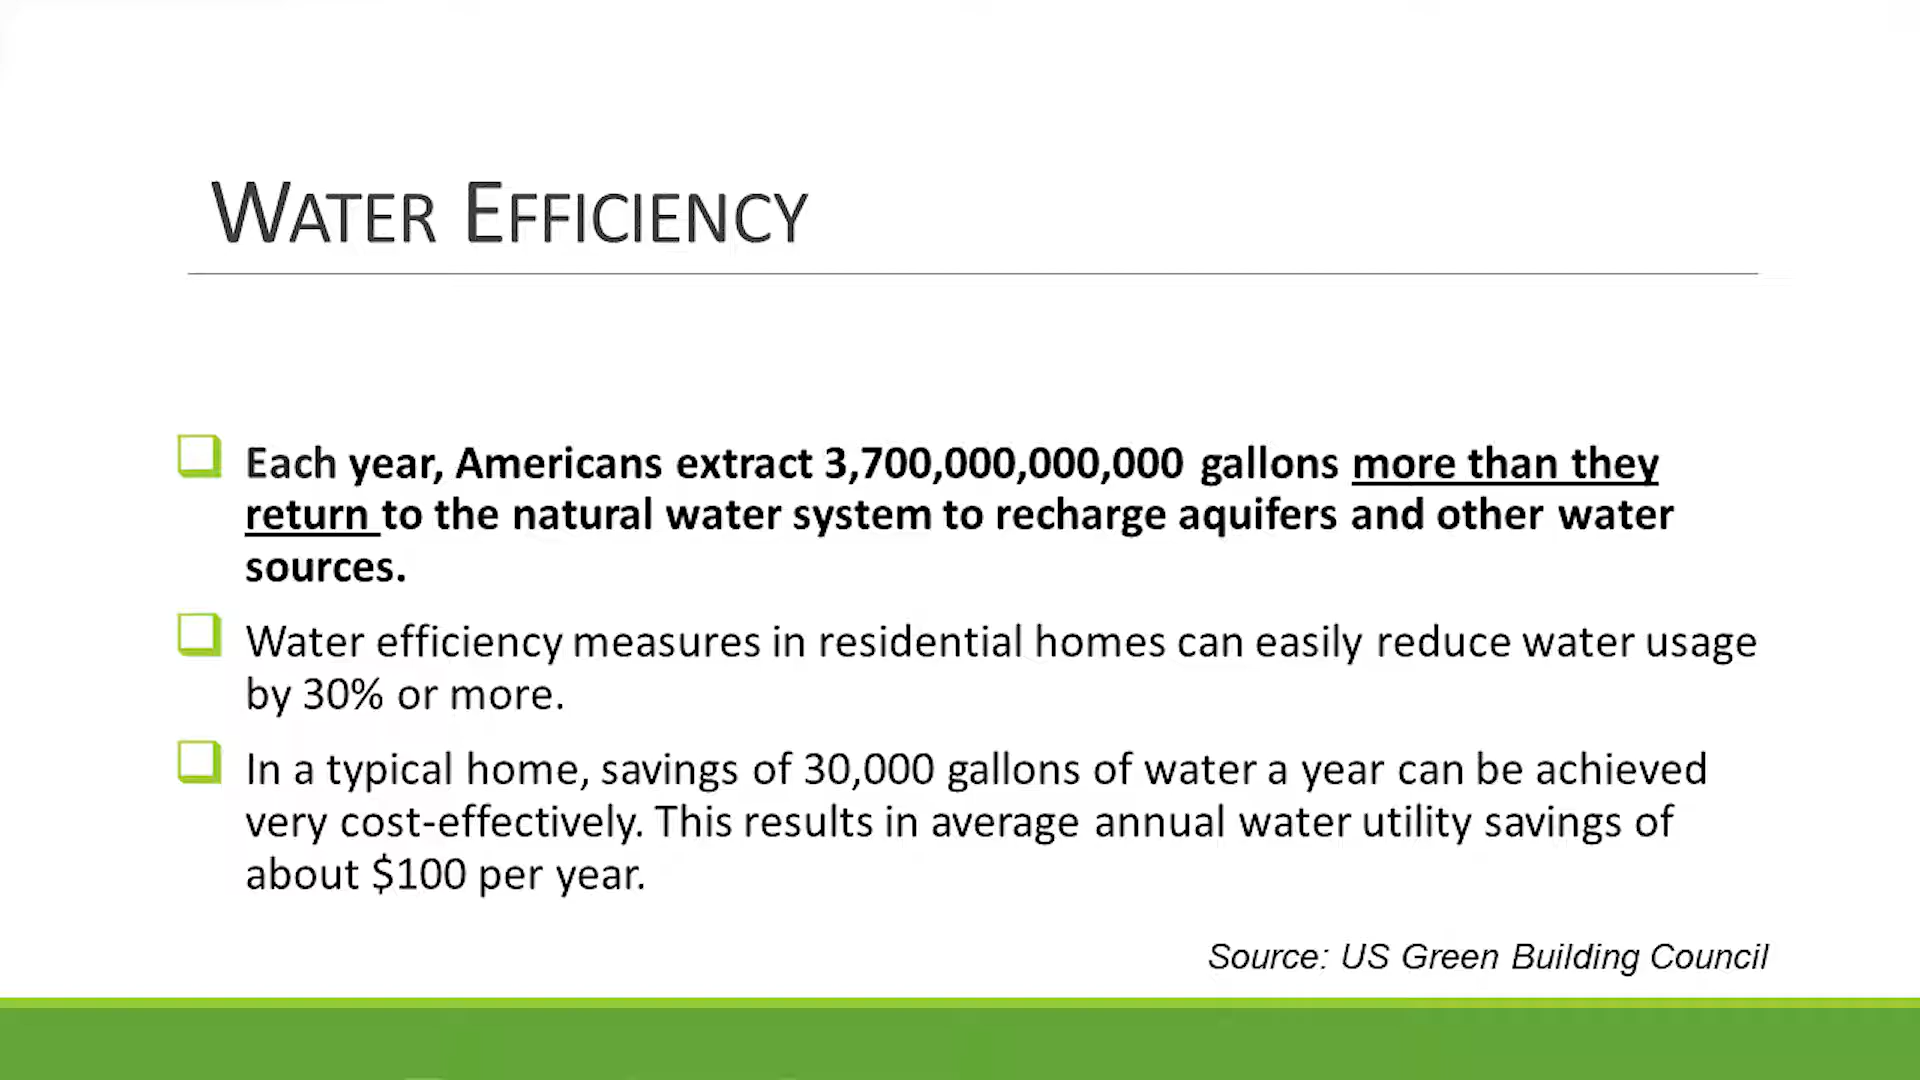 WATER EFFICIENCY
Each year, Americans extract 3,700,000,000,000 gallons more than they
return to the natural water system to recharge aquifers and other water
sources.
Water efficiency measures in residential homes can easily reduce water usage
by 30% or more.
In a typical home, savings of 30,000 gallons of water a year can be achieved
very cost-effectively. This results in average annual water utility savings of
about $100 per year.
Source: US Green Building Council